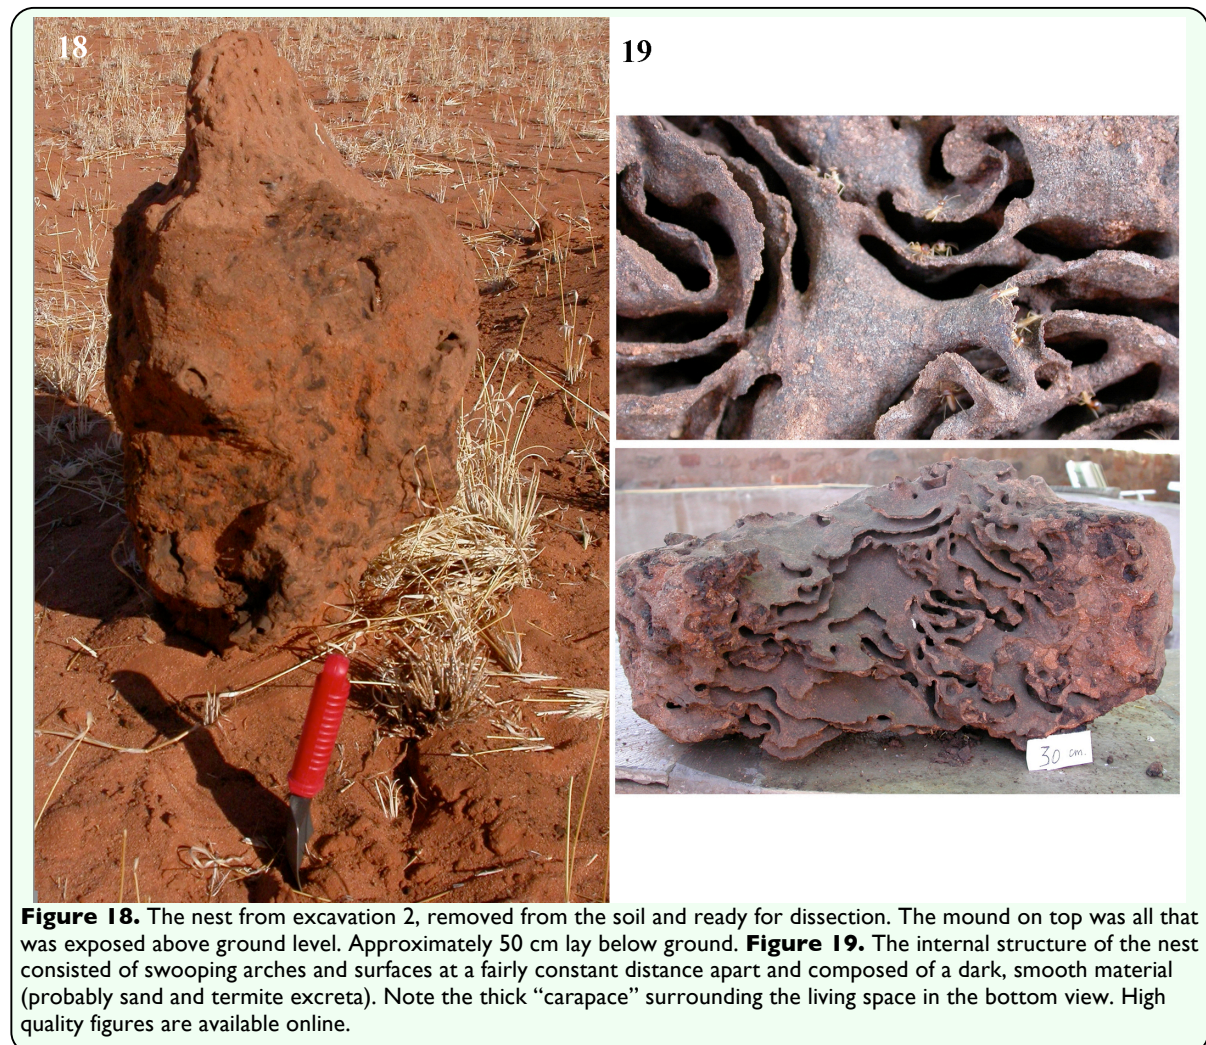 18
19
30 cm.
Figure 18. The nest from excavation 2, removed from the soil and ready for dissection. The mound on top was all that
was exposed above ground level. Approximately 50 cm lay below ground. Figure 19. The internal structure of the nest
consisted of swooping arches and surfaces at a fairly constant distance apart and composed of a dark, smooth material
(probably sand and termite excreta). Note the thick “carapace” surrounding the living space in the bottom view. High
quality figures are available online.